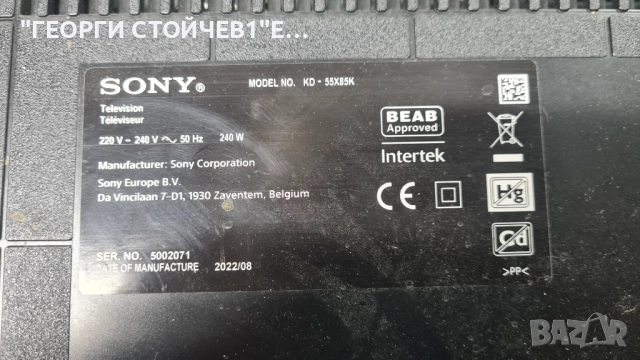 "ГЕОРГИ СТОЙЧЕВ1"Е...
SONY®
MODEL NO. KD - 55X85K
Television
Téléviseur
220 V – 240 V ~ 50 Hz 240 W
Manufacturer: Sony Corporation
Sony Europe B.V.
Da Vincilaan 7-D1, 1930 Zaventem, Belgium
SER. NO. 5002071
DATE OF MANUFACTURE 2022/08
BEAB
Approved
Intertek
CE
Hg
Cd
>PP<
BAZAR